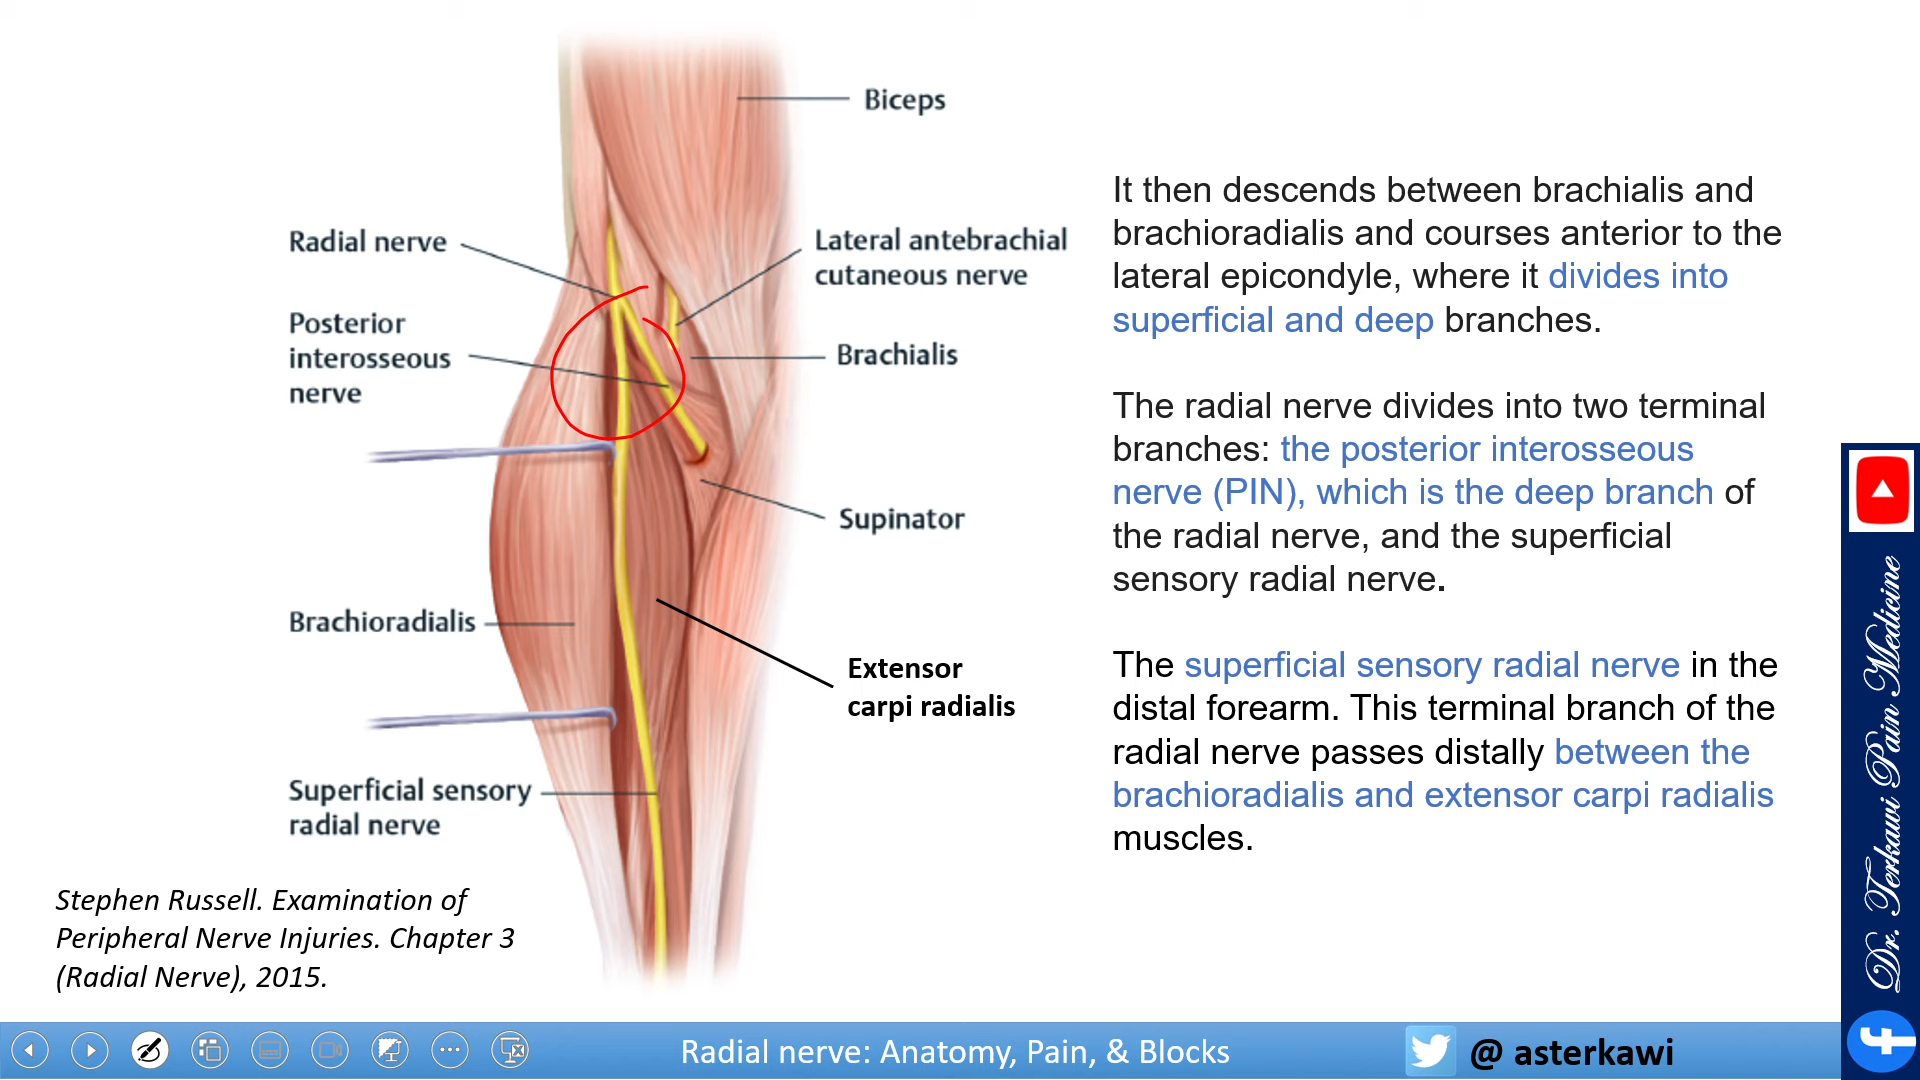 Biceps
Radial nerve
Lateral antebrachial
cutaneous nerve
Posterior
interosseous
nerve
Brachialis
Supinator
Brachioradialis
Extensor
carpi radialis
Superficial sensory
radial nerve
Stephen Russell. Examination of
Peripheral Nerve Injuries. Chapter 3
(Radial Nerve), 2015.
It then descends between brachialis and
brachioradialis and courses anterior to the
lateral epicondyle, where it divides into
superficial and deep branches.
The radial nerve divides into two terminal
branches: the posterior interosseous
nerve (PIN), which is the deep branch of
the radial nerve, and the superficial
sensory radial nerve.
The superficial sensory radial nerve in the
distal forearm. This terminal branch of the
radial nerve passes distally between the
brachioradialis and extensor carpi radialis
muscles.
Dr. Terkawi Pain Medicine
Radial nerve: Anatomy, Pain, & Blocks
@ asterkawi